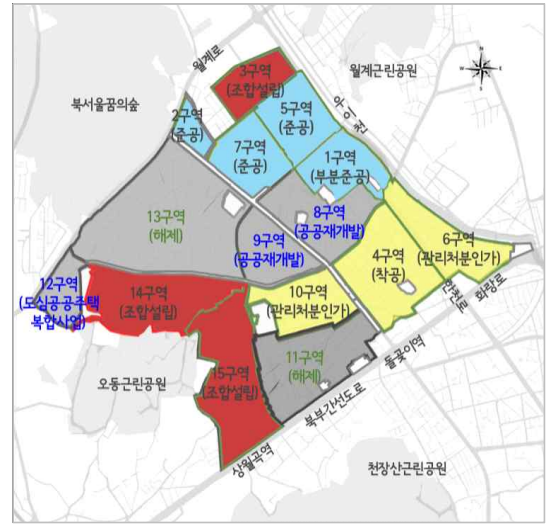 월계로
3구역
(조합설립)
월계근린공원
N
W
E
S
북서울꿈의숲
2구역
(준공)
5구역
(준공)
우이천
7구역
(준공)
1구역
(부분준공)
13구역
(해제)
8구역
(공공재개발)
9구역
(공공재개발)
4구역
(착공)
6구역
(관리처분인가)
12구역
(도심공공주택
복합사업)
14구역
(조합설립)
10구역
(관리처분인가)
한천로
화랑로
11구역
(해제)
돌곶이역
오동근린공원
15구역
(조합설립)
북부간선도로
상월곡역
천장산근린공원